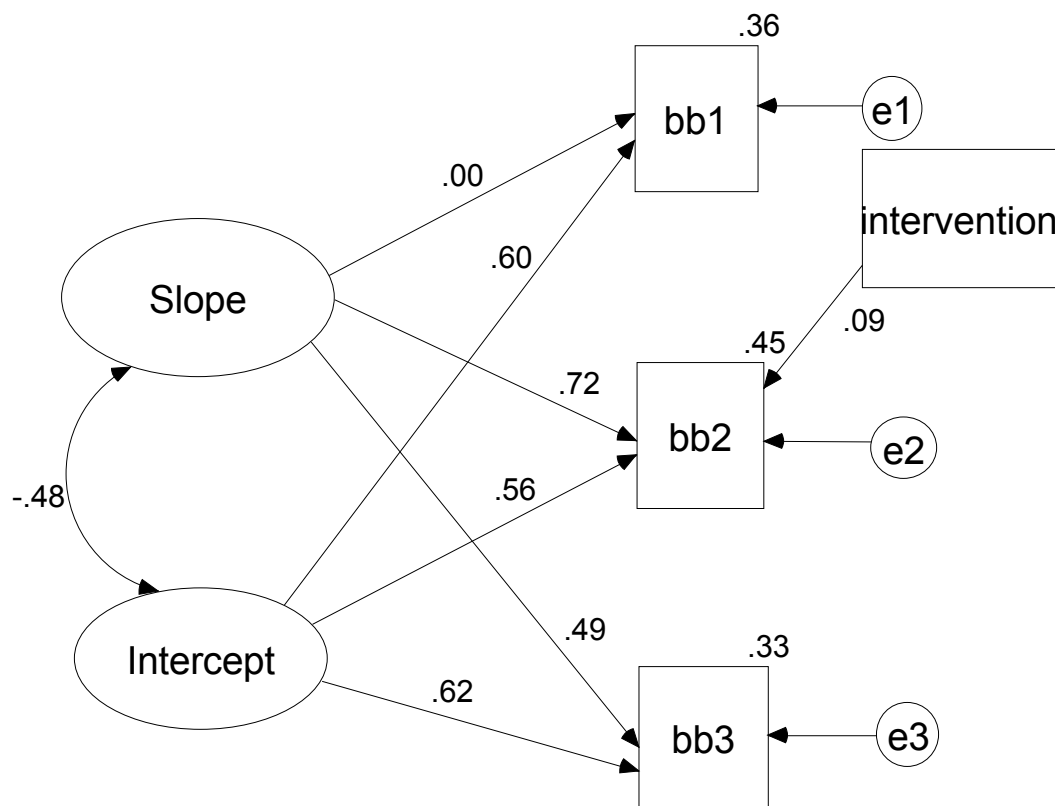 .36
bb1
e1
.00
intervention
.60
Slope
.09
.45
.72
bb2
e2
-.48
.56
.49
.33
Intercept
.62
bb3
e3